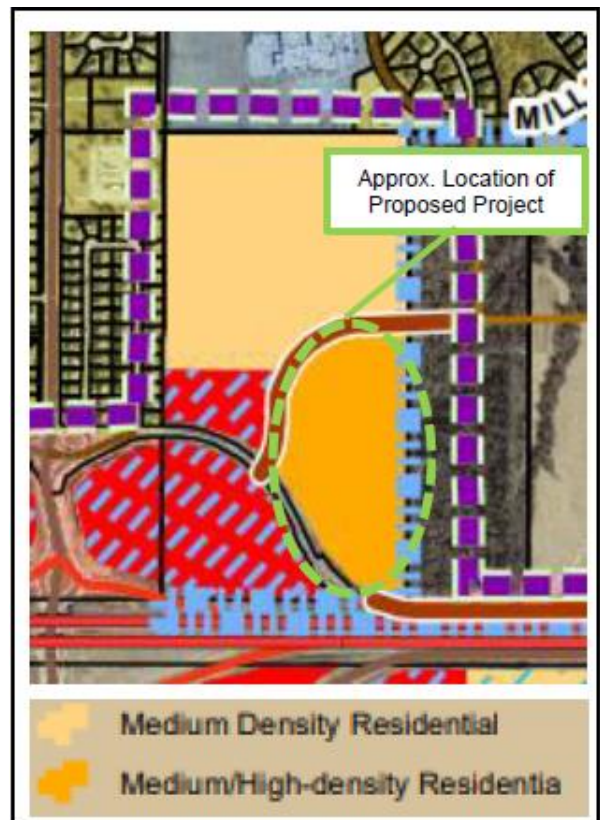 MILL
Approx. Location of
Proposed Project
Medium Density Residential
Medium/High-density Residentia